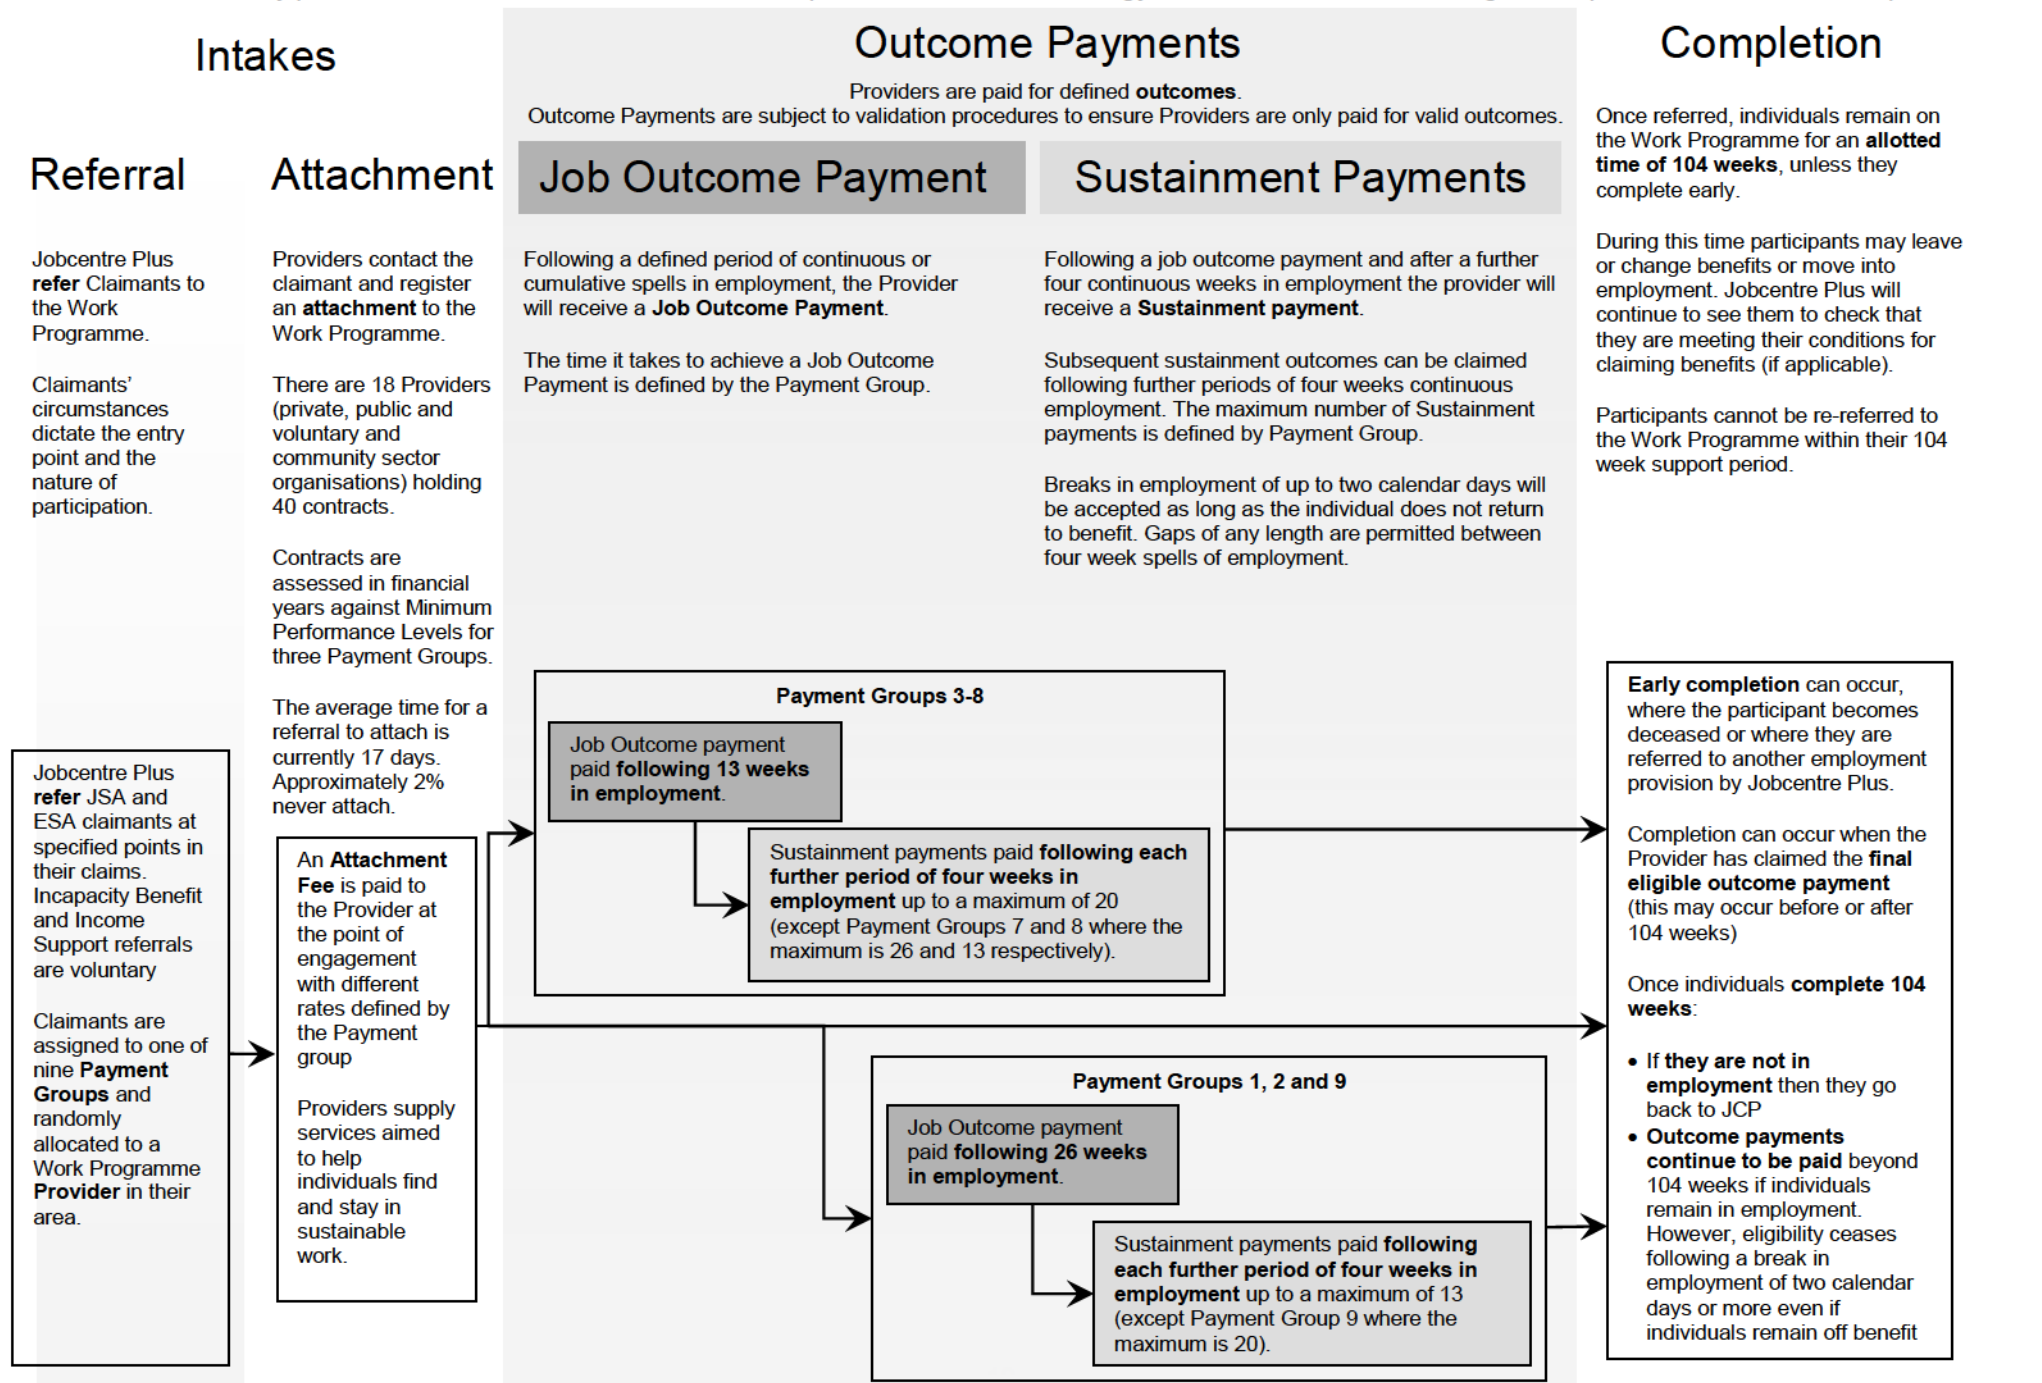 Intakes
Referral
Jobcentre Plus
refer Claimants to
the Work
Programme.
Claimants’
circumstances
dictate the entry
point and the
nature of
participation.
Jobcentre Plus
refer JSA and
ESA claimants at
specified points in
their claims.
Incapacity Benefit
and Income
Support referrals
are voluntary
Claimants are
assigned to one of
nine Payment
Groups and
randomly
allocated to a
Work Programme
Provider in their
area.
Attachment
Providers contact the
claimant and register
an attachment to the
Work Programme.
There are 18 Providers
(private, public and
voluntary and
community sector
organisations) holding
40 contracts.
Contracts are
assessed in financial
years against Minimum
Performance Levels for
three Payment Groups.
The average time for a
referral to attach is
currently 17 days.
Approximately 2%
never attach.
An Attachment
Fee is paid to
the Provider at
the point of
engagement
with different
rates defined by
the Payment
group
Providers supply
services aimed
to help
individuals find
and stay in
sustainable
work.
Outcome Payments
Providers are paid for defined outcomes.
Outcome Payments are subject to validation procedures to ensure Providers are only paid for valid outcomes.
Job Outcome Payment
Following a defined period of continuous or
cumulative spells in employment, the Provider
will receive a Job Outcome Payment.
The time it takes to achieve a Job Outcome
Payment is defined by the Payment Group.
Sustainment Payments
Following a job outcome payment and after a further
four continuous weeks in employment the provider will
receive a Sustainment payment.
Subsequent sustainment outcomes can be claimed
following further periods of four weeks continuous
employment. The maximum number of Sustainment
payments is defined by Payment Group.
Breaks in employment of up to two calendar days will
be accepted as long as the individual does not return
to benefit. Gaps of any length are permitted between
four week spells of employment.
Payment Groups 3-8
Job Outcome payment
paid following 13 weeks
in employment.
Sustainment payments paid following each
further period of four weeks in
employment up to a maximum of 20
(except Payment Groups 7 and 8 where the
maximum is 26 and 13 respectively).
Payment Groups 1, 2 and 9
Job Outcome payment
paid following 26 weeks
in employment.
Sustainment payments paid following
each further period of four weeks in
employment up to a maximum of 13
(except Payment Group 9 where the
maximum is 20).
Completion
Once referred, individuals remain on
the Work Programme for an allotted
time of 104 weeks, unless they
complete early.
During this time participants may leave
or change benefits or move into
employment. Jobcentre Plus will
continue to see them to check that
they are meeting their conditions for
claiming benefits (if applicable).
Participants cannot be re-referred to
the Work Programme within their 104
week support period.
Early completion can occur,
where the participant becomes
deceased or where they are
referred to another employment
provision by Jobcentre Plus.
Completion can occur when the
Provider has claimed the final
eligible outcome payment
(this may occur before or after
104 weeks)
Once individuals complete 104
weeks:
• If they are not in
employment then they go
back to JCP
• Outcome payments
continue to be paid beyond
104 weeks if individuals
remain in employment.
However, eligibility ceases
following a break in
employment of two calendar
days or more even if
individuals remain off benefit